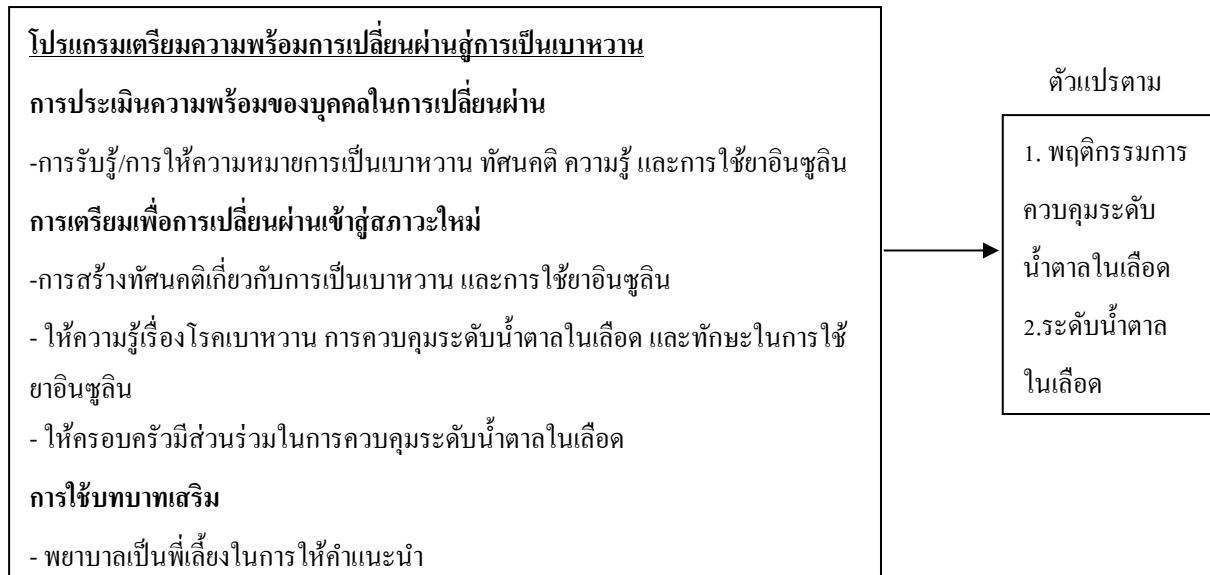 โปรแกรมเตรียมความพร้อมการเปลี่ยนผ่านสู่การเป็นเบาหวาน
การประเมินความพร้อมของบุคคลในการเปลี่ยนผ่าน
-การรับรู้/การให้ความหมายการเป็นเบาหวาน ทัศนคติ ความรู้ และการใช้ยาอินซูลิน
การเตรียมเพื่อการเปลี่ยนผ่านเข้าสู่สภาวะใหม่
-การสร้างทัศนคติเกี่ยวกับการเป็นเบาหวาน และการใช้ยาอินซูลิน
- ให้ความรู้เรื่องโรคเบาหวาน การควบคุมระดับน้ำตาลในเลือด และทักษะในการใช้
ยาอินซูลิน
- ให้ครอบครัวมีส่วนร่วมในการควบคุมระดับน้ำตาลในเลือด
การใช้บทบาทเสริม
- พยาบาลเป็นพี่เลี้ยงในการให้คำแนะนำ
ตัวแปรตาม
1. พฤติกรรมการ
ควบคุมระดับ
น้ำตาลในเลือด
2.ระดับน้ำตาล
ในเลือด